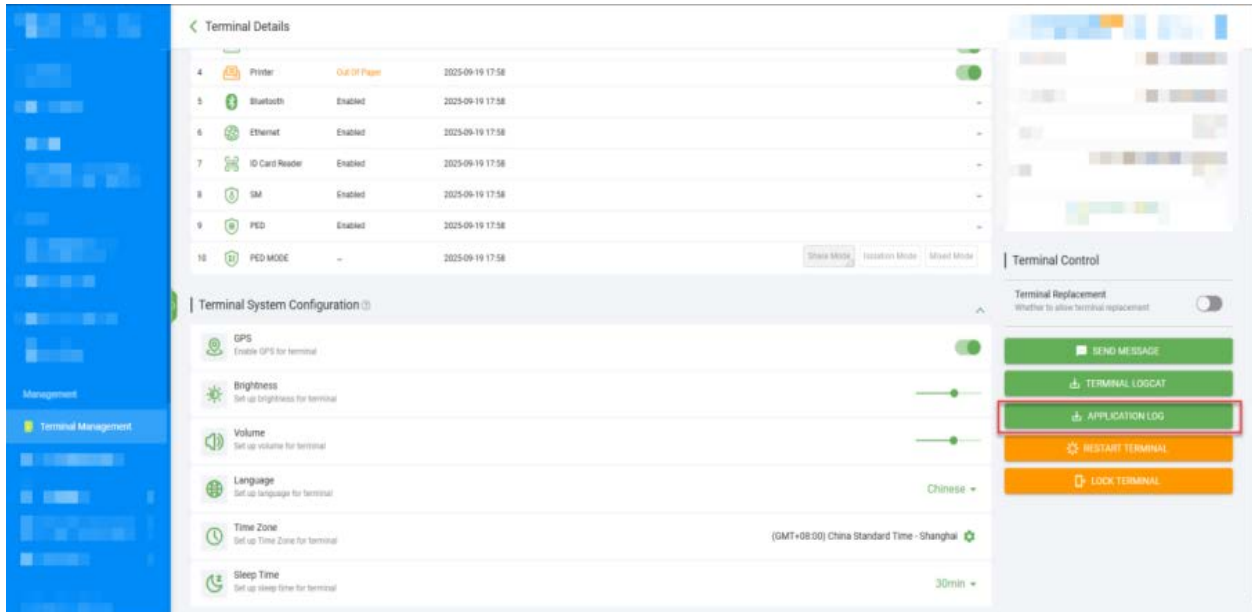 Terminal Details
4 Printer Out Of Paper 2025-09-19 17:58
5 Bluetooth Enabled 2025-09-19 17:58 –
6 Ethernet Enabled 2025-09-19 17:58 –
7 ID Card Reader Enabled 2025-09-19 17:58 –
8 SM Enabled 2025-09-19 17:58 –
9 PED Enabled 2025-09-19 17:58 –
10 PED MODE – 2025-09-19 17:58 Share Mode Isolation Mode Mixed Mode
Terminal System Configuration
GPS
Enable GPS for terminal
Brightness
Set up brightness for terminal
Volume
Set up volume for terminal
Language
Set up language for terminal
Chinese
Time Zone
Set up Time Zone for terminal
(GMT+08:00) China Standard Time - Shanghai
Sleep Time
Set up sleep time for terminal
30min
Management
Terminal Management
Terminal Control
Terminal Replacement
Whether to allow terminal replacement
SEND MESSAGE
TERMINAL LOGCAT
APPLICATION LOG
RESTART TERMINAL
LOCK TERMINAL